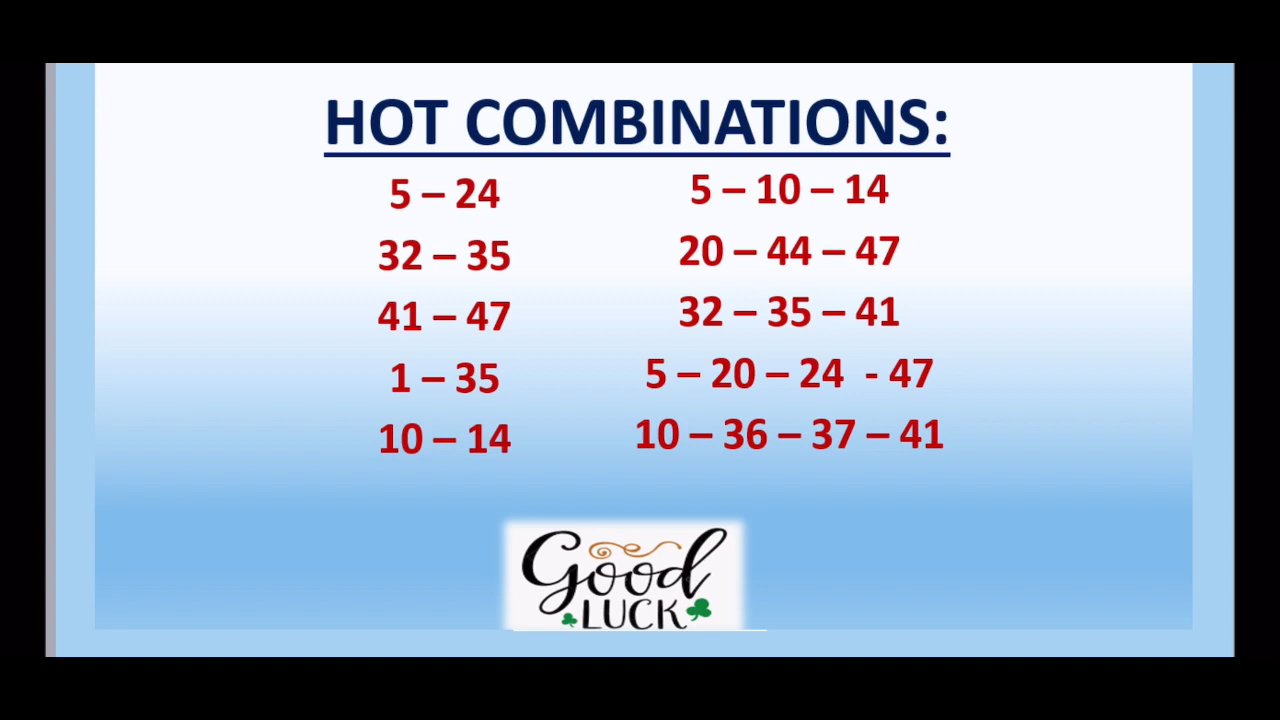 HOT COMBINATIONS:
5 – 24
32 – 35
41 – 47
1 – 35
10 – 14
5 – 10 – 14
20 – 44 – 47
32 – 35 – 41
5 – 20 – 24 - 47
10 – 36 – 37 – 41
Good
LUCK